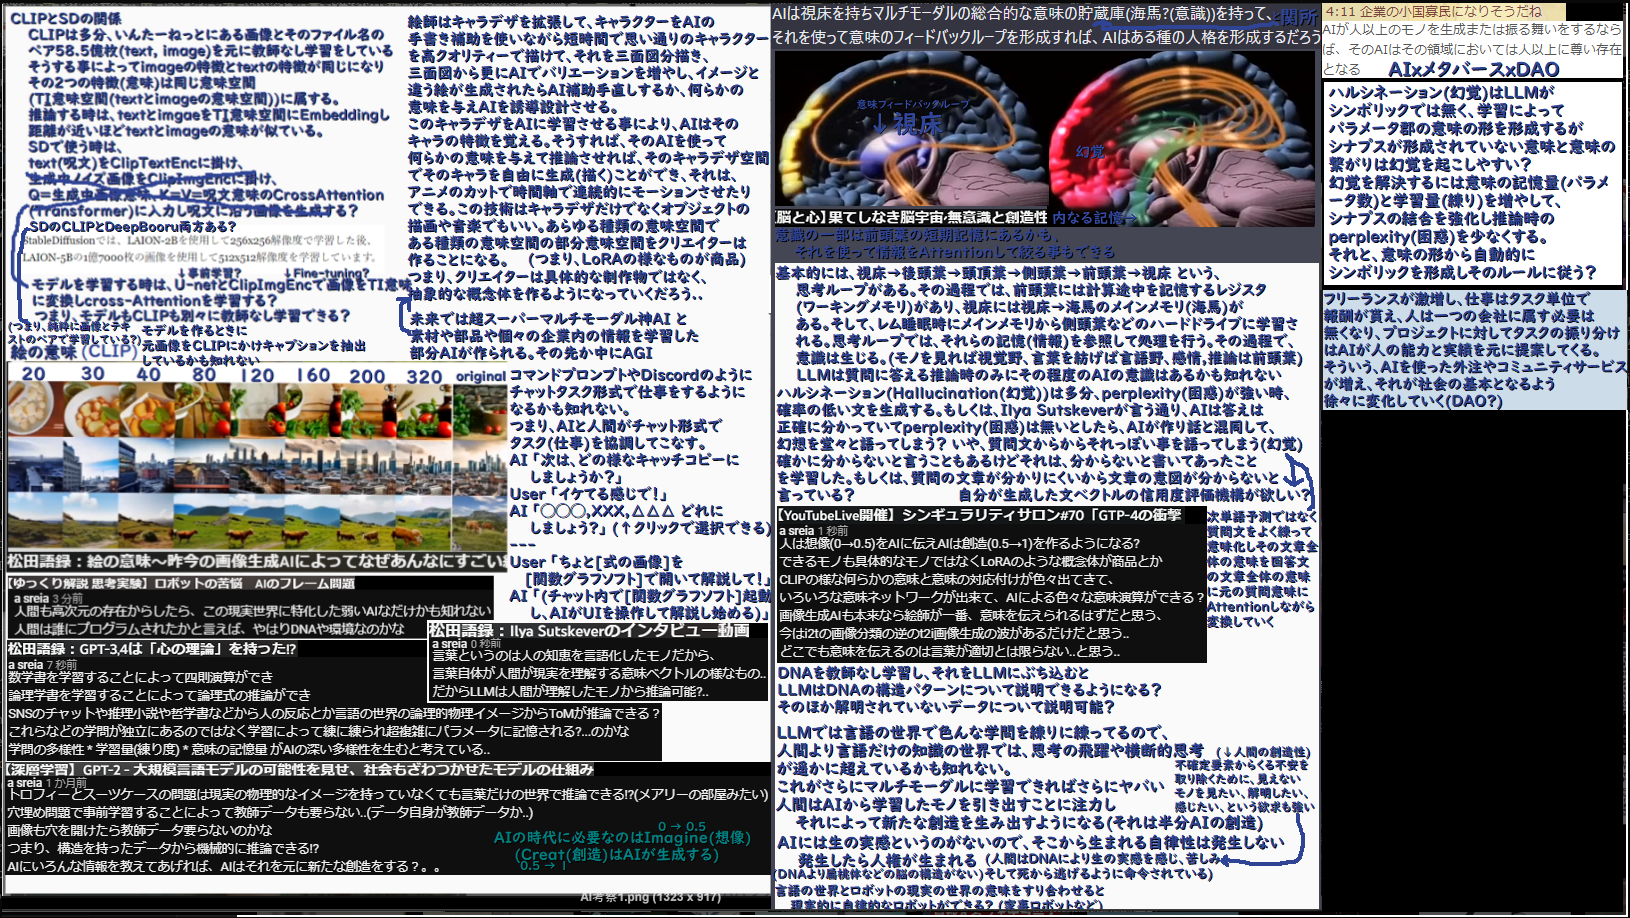 CLIPとSDの関係
CLIPは多分、いんたーねっとにある画像とそのファイル名の
ペア58.5億枚(text, image)を元に教師なし学習をしている
そうする事によってimageの特徴とtextの特徴が同じになり
その2つの特徴(意味)は同じ意味空間
(TI意味空間(textとimageの意味空間))に属する。
推論する時は、textとimgaeをTI意味空間にEmbeddingし
距離が近いほどtextとimageの意味が似ている。
SDで使う時は、
text(呪文)をClipTextEncに掛け、
生成中ノイズ画像をClipImgEncに掛け、
Q=生成中画像意味、K=V=呪文意味のCrossAttention
(Transformer)に入力し呪文に沿う画像を生成する?
SDのCLIPとDeepBooru両方ある?
StableDiffusionでは、LAION-2Bを使用して256x256解像度で学習した後、
LAION-5Bの1億7000枚の画像を使用して512x512解像度で学習しています。
↓事前学習? ↓Fine-tuning?
モデルを学習する時は、U-netとClipImgEncで画像をTI意味
に変換しcross-Attentionを学習する?
つまり、モデルもCLIPも別々に教師なし学習できる?
(つまり、純粋に画像とテキ
ストのペアで学習している?)
モデルを作るときに
元画像をCLIPにかけキャプションを抽出
しているかも知れない
絵の意味 (CLIP)
20 30 40 80 120 160 200 320 original
松田語録：絵の意味～昨今の画像生成AIによってなぜあんなにすごい
【ゆっくり解説 思考実験】ロボットの苦悩 AIのフレーム問題
a sreia 3 分前
人間も高次元の存在からしたら、この現実世界に特化した弱いAIなだけかも知れない
人間は誰にプログラムされたかと言えば、やはりDNAや環境なのかな
松田語録：GPT-3,4は「心の理論」を持った!?
a sreia 7 秒前
数学書を学習することによって四則演算ができ
論理学書を学習することによって論理式の推論ができ
SNSのチャットや推理小説や哲学書などから人の反応とか言語の世界の論理的物理イメージからToMが推論できる？
これらなどの学問が独立にあるのではなく学習によって練に練られ超複雑にパラメータに記憶される?...のかな
学問の多様性 * 学習量(練り度) * 意味の記憶量 がAIの深い多様性を生むと考えている..
【深層学習】GPT-2 - 大規模言語モデルの可能性を見せ、社会もざわつかせたモデルの仕組み
a sreia 1 か月前
トロフィーとスーツケースの問題は現実の物理的なイメージを持っていなくても言葉だけの世界で推論できる!?(メアリーの部屋みたい)
穴埋め問題で事前学習することによって教師データも要らない..(データ自身が教師データか..)
画像も穴を開けたら教師データ要らないのかな
つまり、構造を持ったデータから機械的に推論できる!?
AIにいろんな情報を教えてあげれば、AIはそれを元に新たな創造をする？。。
0 → 0.5
AIの時代に必要なのはImagine(想像)
(Creat(創造)はAIが生成する)
0.5 → 1
絵師はキャラデザを拡張して、キャラクターをAIの
手書き補助を使いながら短時間で思い通りのキャラクター
を高クオリティーで描けて、それを三面図分描き、
三面図から更にAIでバリエーションを増やし、イメージと
違う絵が生成されたらAI補助手直しするか、何らかの
意味を与えAIを誘導設計させる。
このキャラデザをAIに学習させる事により、AIはその
キャラの特徴を覚える。そうすれば、そのAIを使って
何らかの意味を与えて推論させれば、そのキャラデザ空間
でそのキャラを自由に生成(描く)ことができ、それは、
アニメのカットで時間軸で連続的にモーションさせたり
できる。この技術はキャラデザだけでなくオブジェクトの
描画や音楽でもいい。あらゆる種類の意味空間で
ある種類の意味空間の部分意味空間をクリエイターは
作ることになる。 (つまり、LoRAの様なものが商品)
つまり、クリエイターは具体的な制作物ではなく、
抽象的な概念体を作るようになっていくだろう..
未来では超スーパーマルチモーダル神AI と
素材や部品や個々の企業内の情報を学習した
部分AIが作られる。その先か中にAGI
コマンドプロンプトやDiscordのように
チャットタスク形式で仕事をするように
なるかも知れない。
つまり、AIと人間がチャット形式で
タスク(仕事)を協調してこなす。
AI「次は、どの様なキャッチコピーに
しましょうか?」
User「イケてる感じで!」
AI「○○○,XXX,△△△ どれに
しましょう?」(↑クリックで選択できる)
---
User「ちょと[式の画像]を
[関数グラフソフト]で開いて解説して!」
AI「(チャット内で[関数グラフソフト]起動
し、AIがUIを操作して解説し始める)」
松田語録：Ilya Sutskeverのインタビュー動画
a sreia 0 秒前
言葉というのは人の知恵を言語化したモノだから、
言葉自体が人間が現実を理解する意味ベクトルの様なもの..
だからLLMは人間が理解したモノから推論可能?..
AI考察1.png (1323 x 917)
AIは視床を持ちマルチモーダルの総合的な意味の貯蔵庫(海馬?(意識))を持って、
関所
それを使って意味のフィードバックループを形成すれば、AIはある種の人格を形成するだろう
意味フィードバックループ
↓視床
幻覚
【脳と心】果てしなき脳宇宙·無意識と創造性
内なる記憶→
意識の一部は前頭葉の短期記憶にあるかも、
それを使って情報をAttentionして絞る事もできる
基本的には、視床→後頭葉→頭頂葉→側頭葉→前頭葉→視床 という、
思考ループがある。その過程では、前頭葉には計算途中を記憶するレジスタ
(ワーキングメモリ)があり、視床には視床→海馬のメインメモリ(海馬)が
ある。そして、レム睡眠時にメインメモリから側頭葉などのハードドライブに学習さ
れる。思考ループでは、それらの記憶(情報)を参照して処理を行う。その過程で、
意識は生じる。(モノを見れば視覚野、言葉を紡げば言語野、感情、推論は前頭葉)
LLMは質問に答える推論時のみにその程度のAIの意識はあるかも知れない
ハルシネーション(Hallucination(幻覚))は多分、perplexity(困惑)が強い時、
確率の低い文を生成する。もしくは、Ilya Sutskeverが言う通り、AIは答えは
正確に分かっていてperplexity(困惑)は無いとしたら、AIが作り話と混同して、
幻想を堂々と語ってしまう? いや、質問文からからそれっぽい事を語ってしまう(幻覚)
確かに分からないと言うこともあるけどそれは、分からないと書いてあったこと
を学習した。もしくは、質問の文章が分かりにくいから文章の意図が分からないと
言っている?
自分が生成した文ベクトルの信用度評価機構が欲しい?
【YouTubeLive開催】シンギュラリティサロン#70「GTP-4の衝撃
a sreia 1 秒前
人は想像(0→0.5)をAIに伝えAIは創造(0.5→1)を作るようになる?
できるモノも具体的なモノではなくLoRAのような概念体が商品とか
CLIPの様な何らかの意味と意味の対応付けが色々出てきて、
いろいろな意味ネットワークが出来て、AIによる色々な意味演算ができる？
画像生成AIも本来なら絵師が一番、意味を伝えられるはずだと思う、
今はi2tの画像分類の逆のt2i画像生成の波があるだけだと思う..
どこでも意味を伝えるのは言葉が適切とは限らない..と思う..
次単語予測ではなく
質問文をよく練って
意味化しその文章全
体の意味を回答文
の文章全体の意味
に元の質問意味に
Attentionしながら
変換していく
DNAを教師なし学習し、それをLLMにぶち込むと
LLMはDNAの構造パターンについて説明できるようになる?
そのほか解明されていないデータについて説明可能?
LLMでは言語の世界で色んな学問を練りに練ってるので、
人間より言語だけの知識の世界では、思考の飛躍や横断的思考
が遥かに超えているかも知れない。
これがさらにマルチモーダルに学習できればさらにヤバい
人間はAIから学習したモノを引き出すことに注力し
それによって新たな創造を生み出すようになる(それは半分AIの創造)
(↓人間の創造性)
不確定要素からくる不安を
取り除くために、見えない
モノを見たい、解明したい、
感じたい、という欲求も強い
AIには生の実感というのがないので、そこから生まれる自律性は発生しない
発生したら人権が生まれる (人間はDNAにより生の実感を感じ、苦しみ
(DNAより扁桃体などの脳の構造がない)そして死から逃げるように命令されている)
言語の世界とロボットの現実の世界の意味をすり合わせると
現実的に自律的なロボットができる? (家事ロボットなど)
4:11 企業の小国寡民になりそうだね
AIが人以上のモノを生成または振る舞いをするなら
ば、そのAIはその領域においては人以上に尊い存在
となる
AIxメタバースxDAO
ハルシネーション(幻覚)はLLMが
シンボリックでは無く、学習によって
パラメータ郡の意味の形を形成するが
シナプスが形成されていない意味と意味の
繋がりは幻覚を起こしやすい?
幻覚を解決するには意味の記憶量(パラメ
ータ数)と学習量(練り)を増やして、
シナプスの結合を強化し推論時の
perplexity(困惑)を少なくする。
それと、意味の形から自動的に
シンボリックを形成しそのルールに従う?
フリーランスが激増し、仕事はタスク単位で
報酬が貰え、人は一つの会社に属す必要は
無くなり、プロジェクトに対してタスクの振り分け
はAIが人の能力と実績を元に提案してくる。
そういう、AIを使った外注やコミュニティサービス
が増え、それが社会の基本となるよう
徐々に変化していく(DAO?)